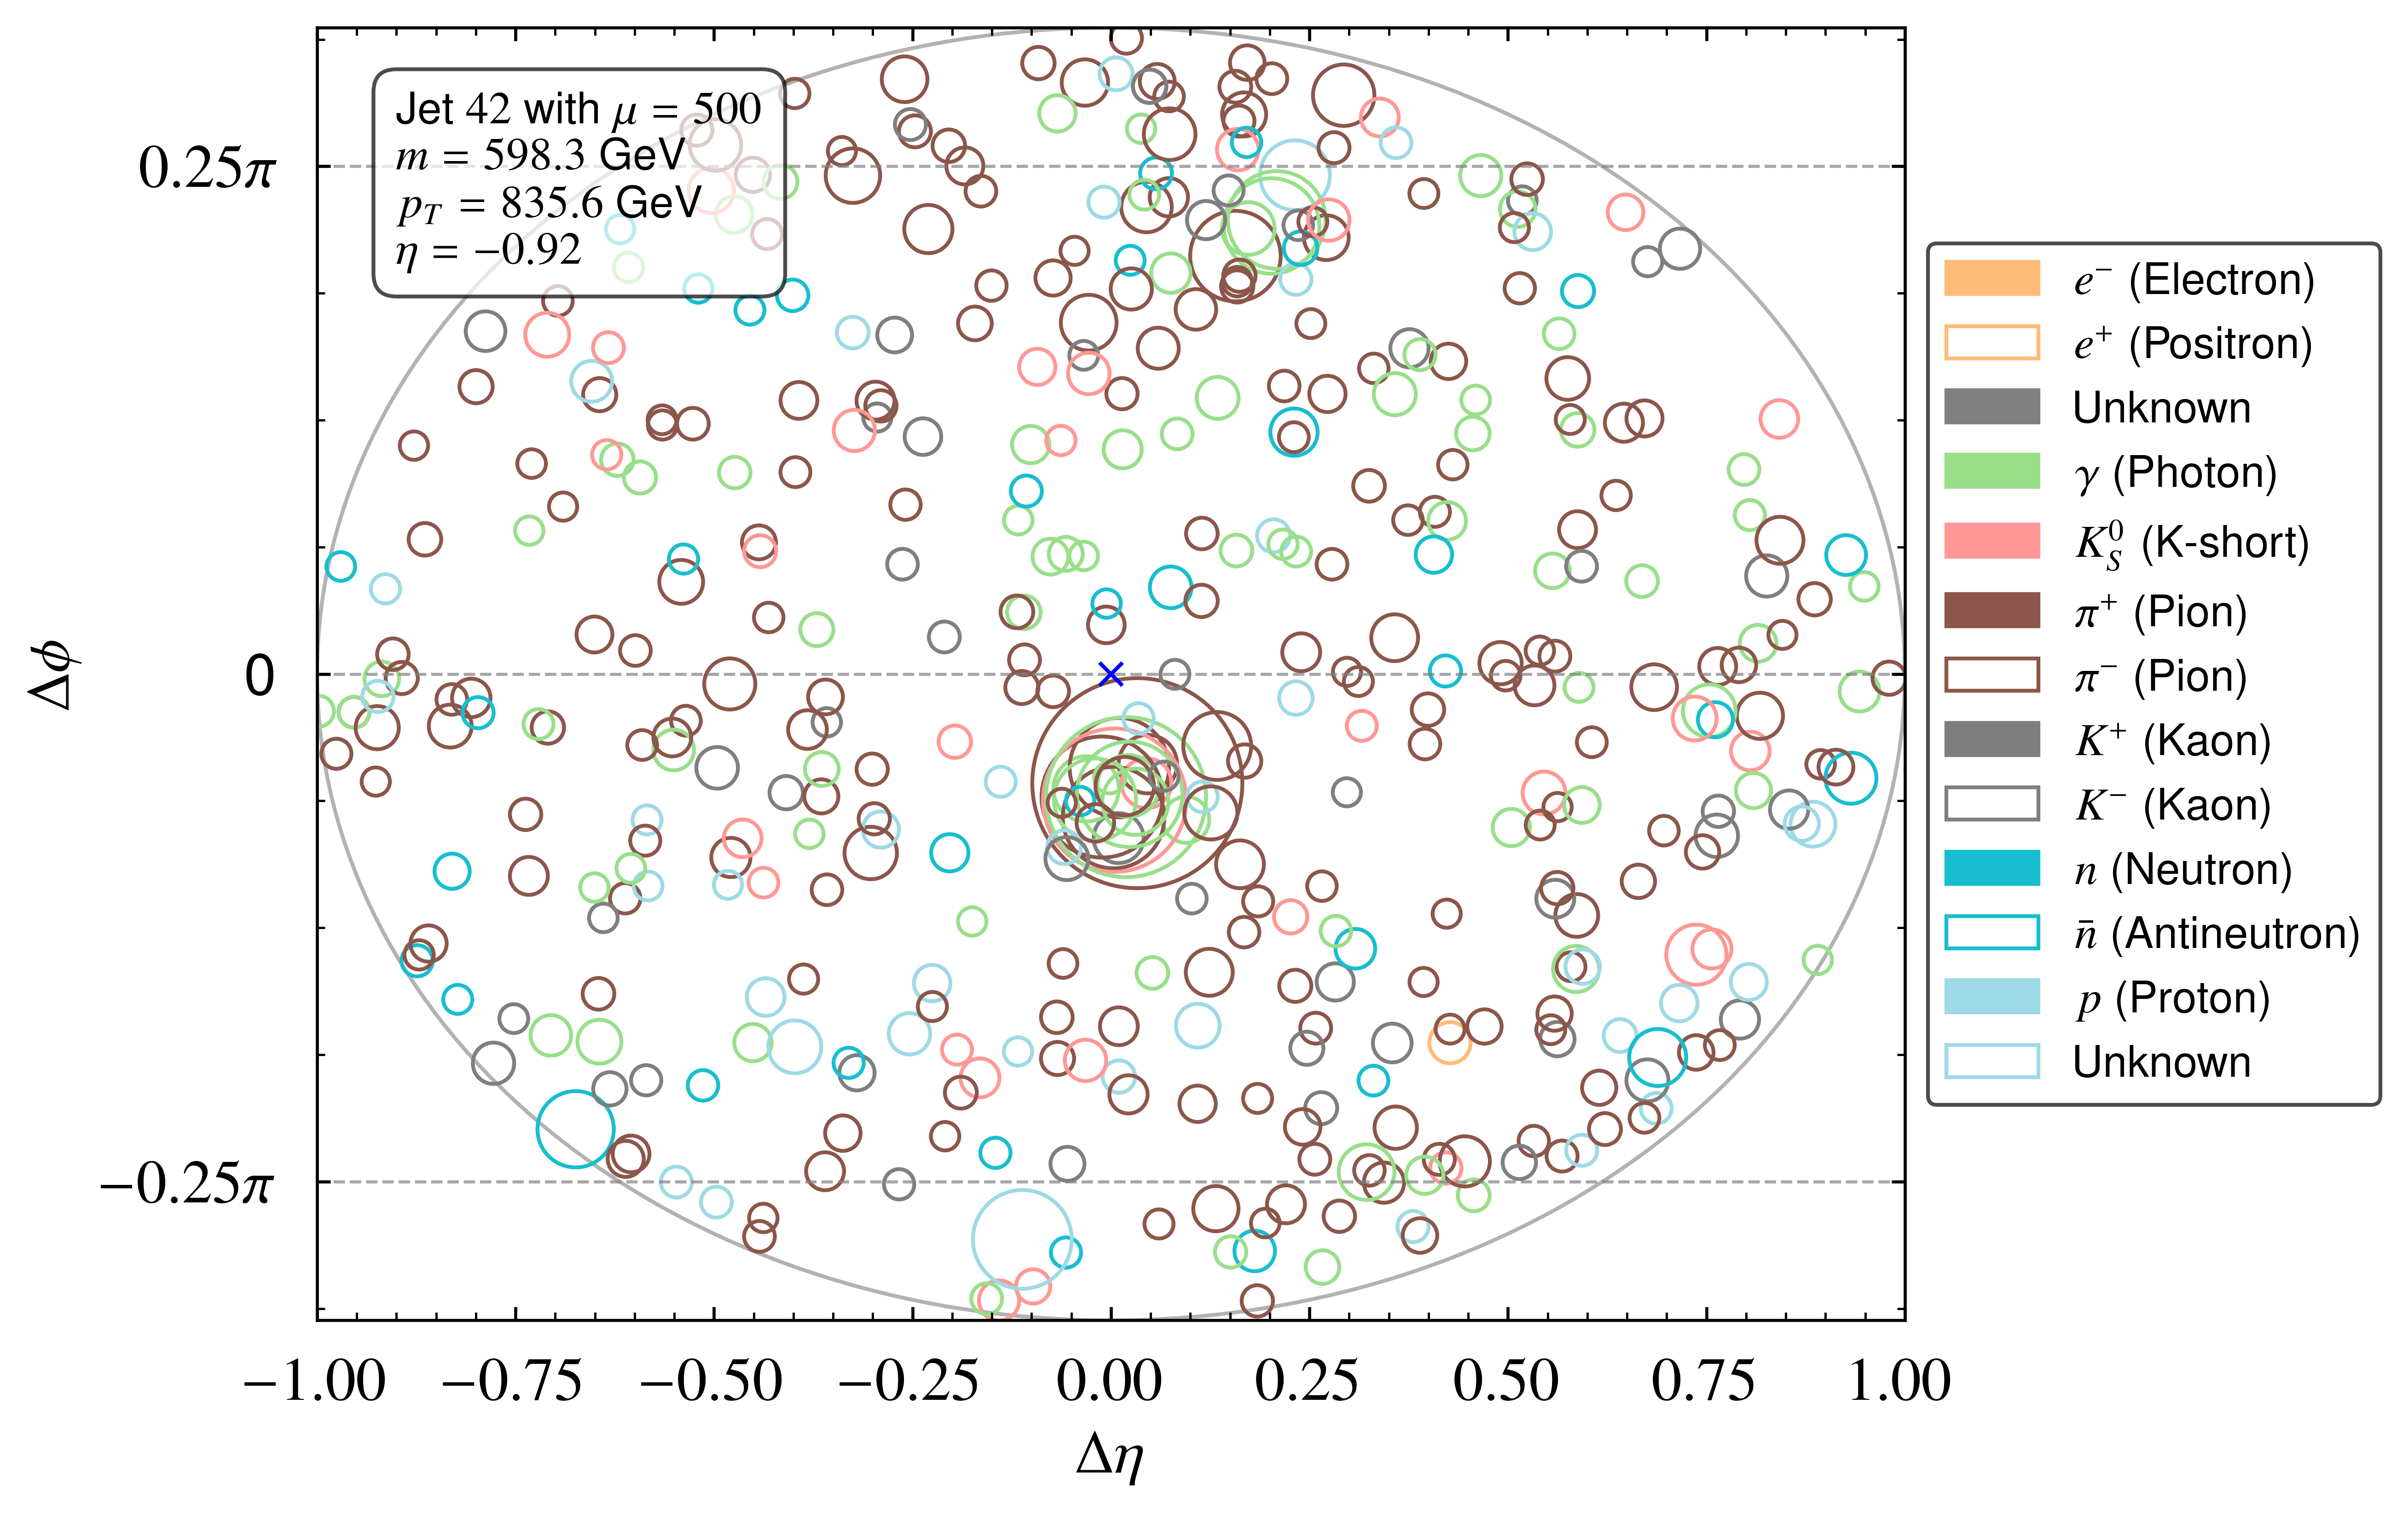 Jet 42 with μ = 500
m = 598.3 GeV
p_T = 835.6 GeV
η = −0.92
0.25π
0
−0.25π
Δϕ
−1.00 −0.75 −0.50 −0.25 0.00 0.25 0.50 0.75 1.00
Δη
e⁻ (Electron)
e⁺ (Positron)
Unknown
γ (Photon)
K_S^0 (K-short)
π⁺ (Pion)
π⁻ (Pion)
K⁺ (Kaon)
K⁻ (Kaon)
n (Neutron)
n̄ (Antineutron)
p (Proton)
Unknown